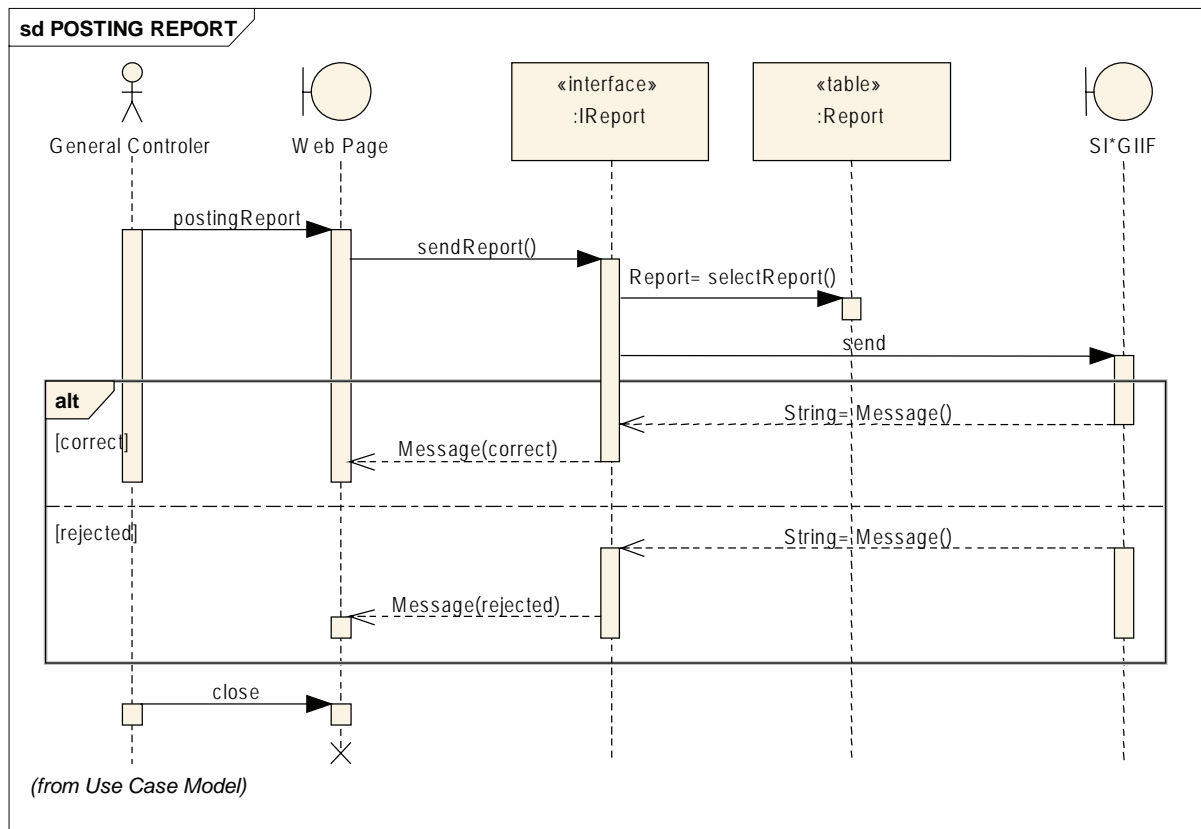 sd POSTING REPORT
General Controler
Web Page
«interface»
:IReport
«table»
:Report
SI*GIIF
postingReport
sendReport()
Report= selectReport()
send
alt
[correct]
String= Message()
Message(correct)
[rejected]
String= Message()
Message(rejected)
close
(from Use Case Model)